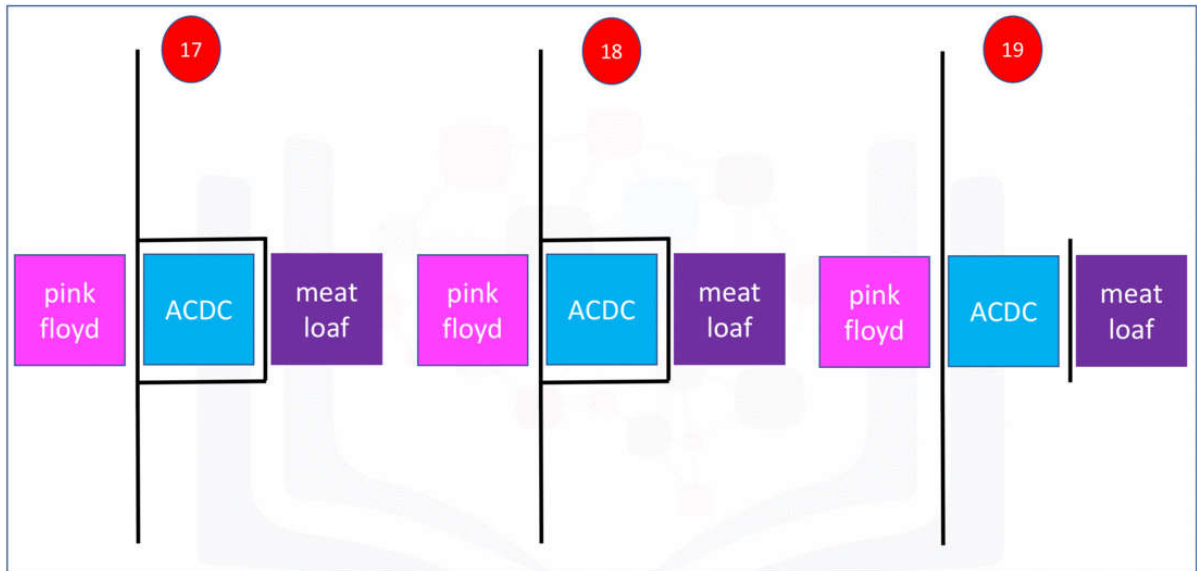 17
18
19
pink
floyd
ACDC
meat
loaf
pink
floyd
ACDC
meat
loaf
pink
floyd
ACDC
meat
loaf